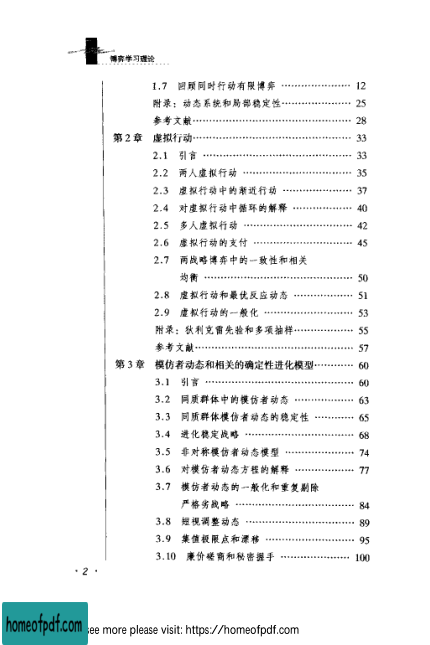 博弈学习理论
1.7 回顾同时行动有限博弈 …………………… 12
附录：动态系统和局部稳定性…………………… 25
参考文献…………………………………………… 28
第2章 虚拟行动…………………………………………… 33
2.1 引言 …………………………………………… 33
2.2 两人虚拟行动 ………………………………… 35
2.3 虚拟行动中的渐近行动 …………………… 37
2.4 对虚拟行动中循环的解释 ………………… 40
2.5 多人虚拟行动 ………………………………… 42
2.6 虚拟行动的支付 ……………………………… 45
2.7 两战略博弈中的一致性和相关
均衡 …………………………………………… 50
2.8 虚拟行动和最优反应动态 ………………… 51
2.9 虚拟行动的一般化 ………………………… 53
附录：狄利克雷先验和多项抽样………………… 55
参考文献…………………………………………… 57
第3章 模仿者动态和相关的确定性进化模型………… 60
3.1 引言 …………………………………………… 60
3.2 同质群体中的模仿者动态 ………………… 63
3.3 同质群体模仿者动态的稳定性 ………… 65
3.4 进化稳定战略 ………………………………… 68
3.5 非对称模仿者动态模型 …………………… 74
3.6 对模仿者动态方程的解释 ………………… 77
3.7 模仿者动态的一般化和重复剔除
严格劣战略 …………………………………… 84
3.8 短视调整动态 ………………………………… 89
3.9 集值极限点和漂移 ………………………… 95
3.10 廉价磋商和秘密握手 …………………… 100
· 2 ·
homeofpdf.com
see more please visit: https://homeofpdf.com